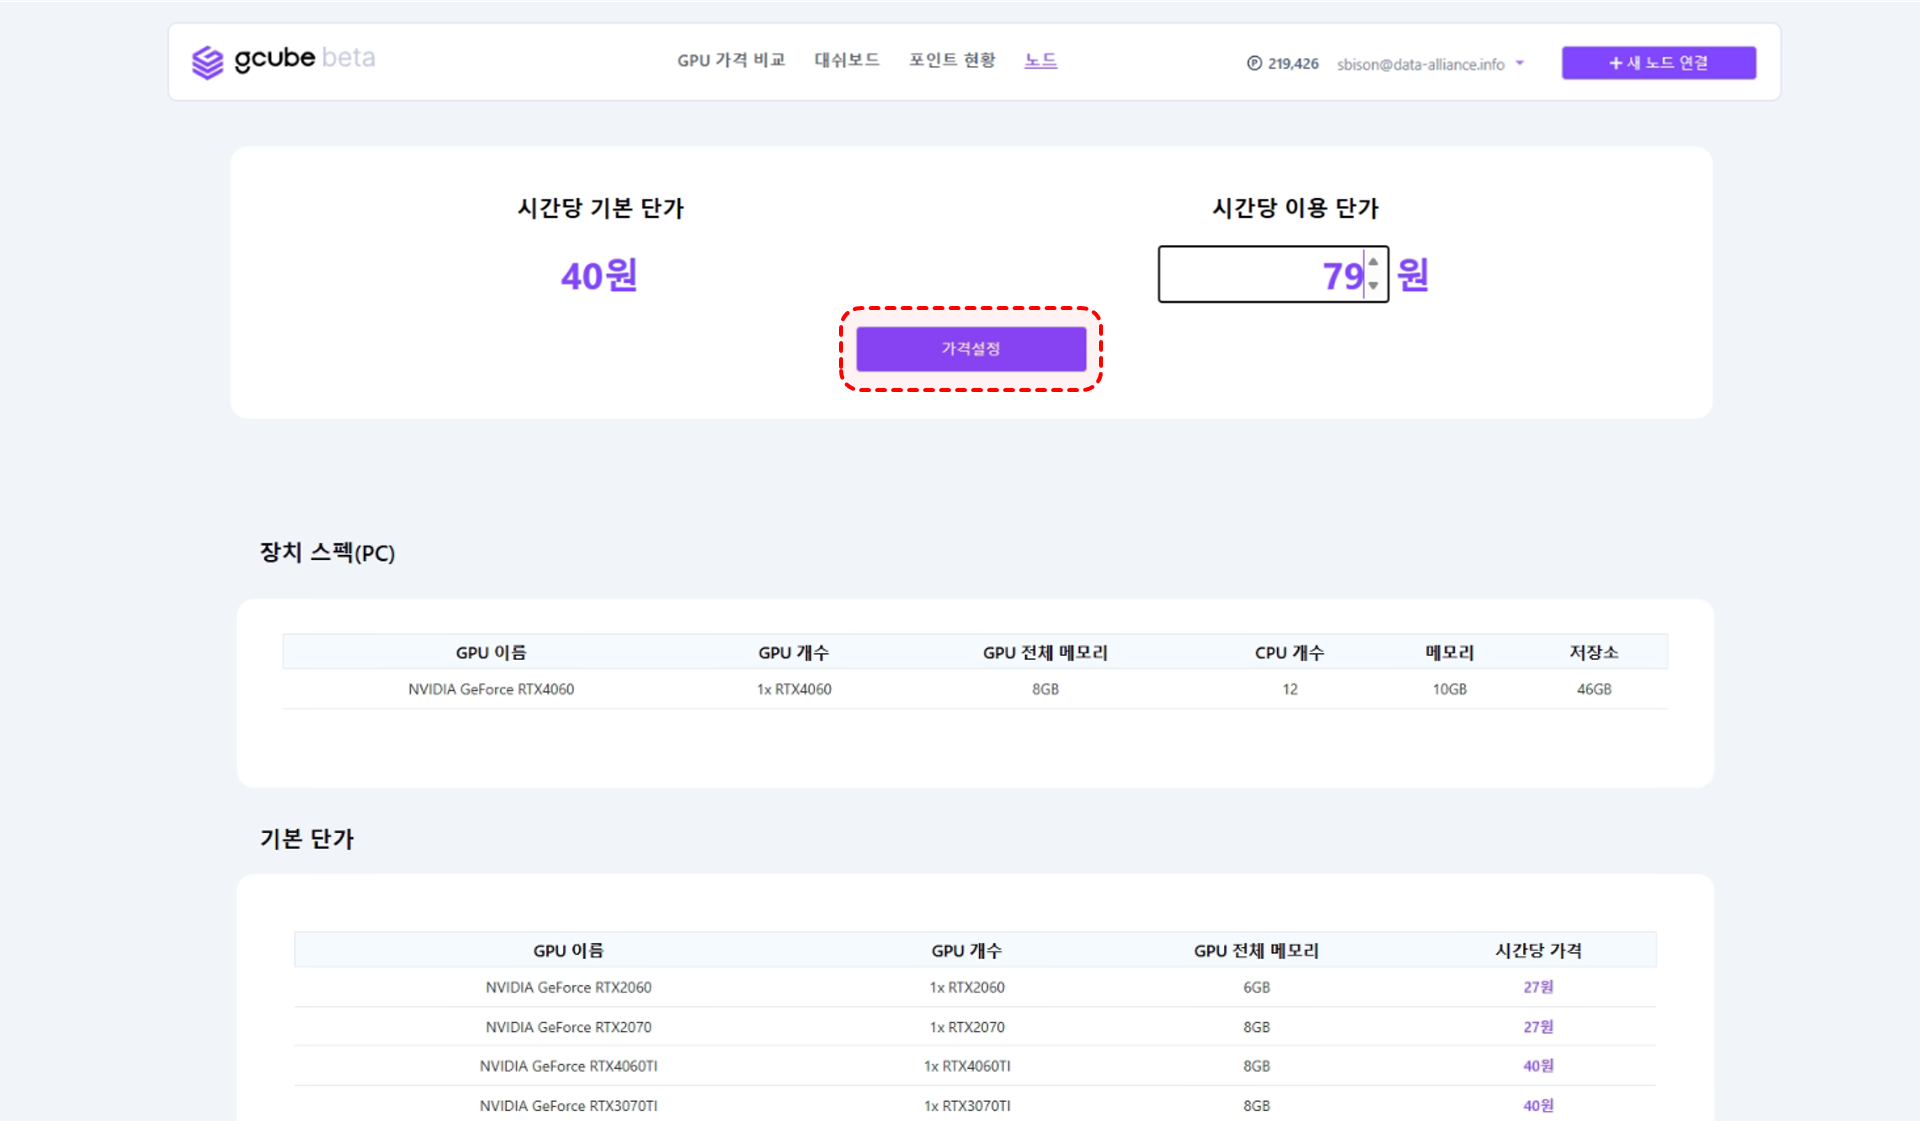 gcube beta
GPU 가격 비교 대쉬보드 포인트 현황 노드
Ⓟ 219,426 sbison@data-alliance.info
+ 새 노드 연결
시간당 기본 단가 시간당 이용 단가
40원 79 원
가격설정
장치 스펙(PC)
GPU 이름 GPU 개수 GPU 전체 메모리 CPU 개수 메모리 저장소
NVIDIA GeForce RTX4060 1x RTX4060 8GB 12 10GB 46GB
기본 단가
GPU 이름 GPU 개수 GPU 전체 메모리 시간당 가격
NVIDIA GeForce RTX2060 1x RTX2060 6GB 27원
NVIDIA GeForce RTX2070 1x RTX2070 8GB 27원
NVIDIA GeForce RTX4060TI 1x RTX4060TI 8GB 40원
NVIDIA GeForce RTX3070TI 1x RTX3070TI 8GB 40원